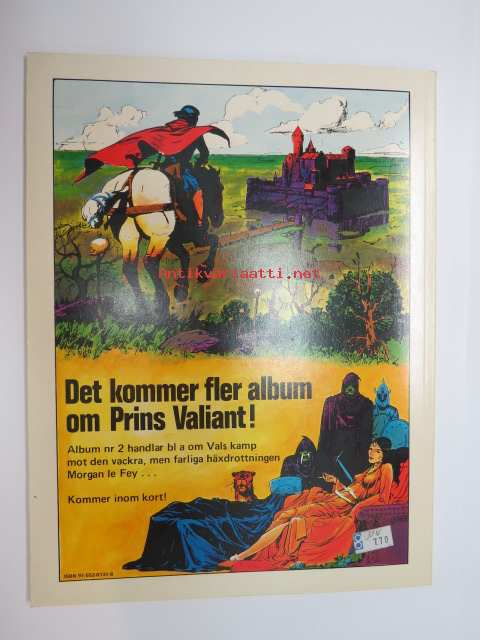 Antikvariaatti.net
Det kommer fler album
om Prins Valiant!
Album nr 2 handlar bl a om Vals kamp
mot den vackra, men farliga häxdrottningen
Morgan le Fey . . .
Kommer inom kort!
770